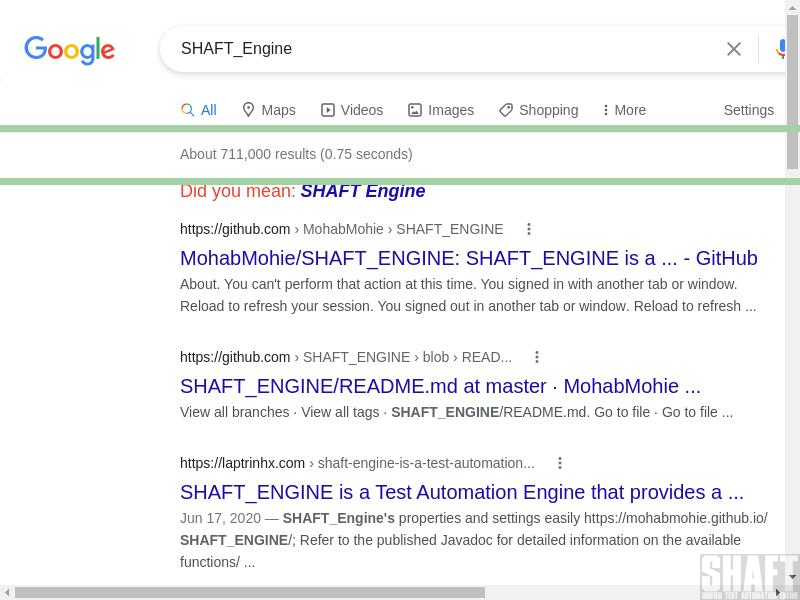 Google
SHAFT_Engine
All Maps Videos Images Shopping More Settings
About 711,000 results (0.75 seconds)
Did you mean: SHAFT Engine
https://github.com › MohabMohie › SHAFT_ENGINE
MohabMohie/SHAFT_ENGINE: SHAFT_ENGINE is a ... - GitHub
About. You can't perform that action at this time. You signed in with another tab or window.
Reload to refresh your session. You signed out in another tab or window. Reload to refresh ...
https://github.com › SHAFT_ENGINE › blob › READ...
SHAFT_ENGINE/README.md at master · MohabMohie ...
View all branches · View all tags · SHAFT_ENGINE/README.md. Go to file · Go to file ...
https://laptrinhx.com › shaft-engine-is-a-test-automation...
SHAFT_ENGINE is a Test Automation Engine that provides a ...
Jun 17, 2020 — SHAFT_Engine's properties and settings easily https://mohabmohie.github.io/
SHAFT_ENGINE/; Refer to the published Javadoc for detailed information on the available
functions/ ...
SHAFT